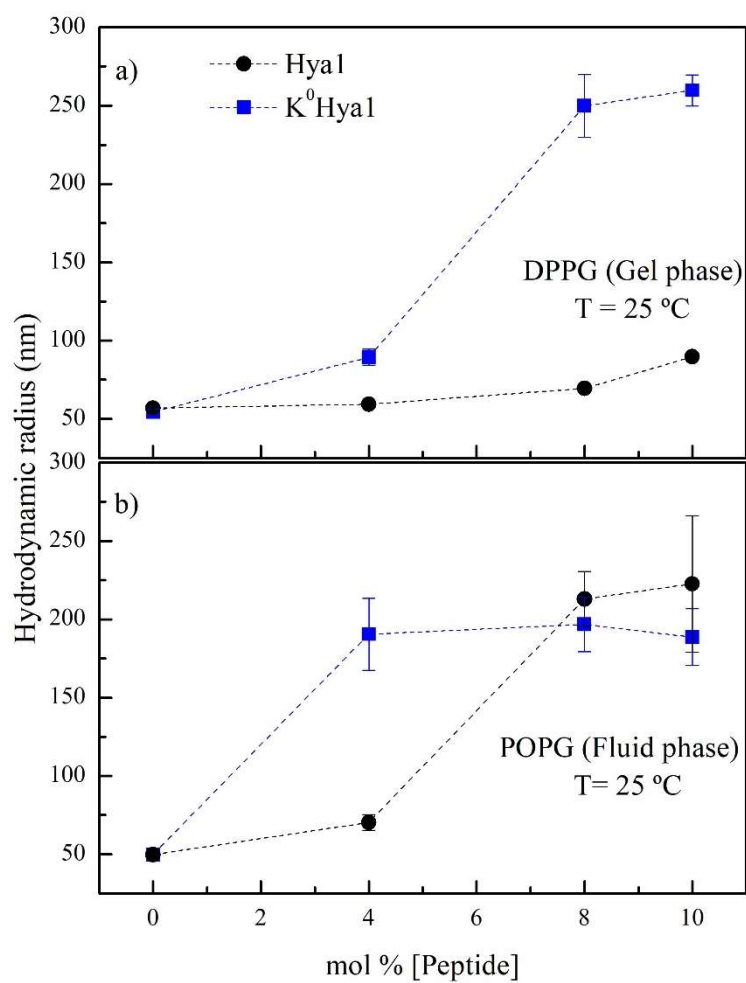 300
a)
Hya1
K⁰Hya1
250
200
150
DPPG (Gel phase)
T = 25 ºC
100
50
Hydrodynamic radius (nm)
300
b)
250
200
150
POPG (Fluid phase)
T= 25 ºC
100
50
0 2 4 6 8 10
mol % [Peptide]